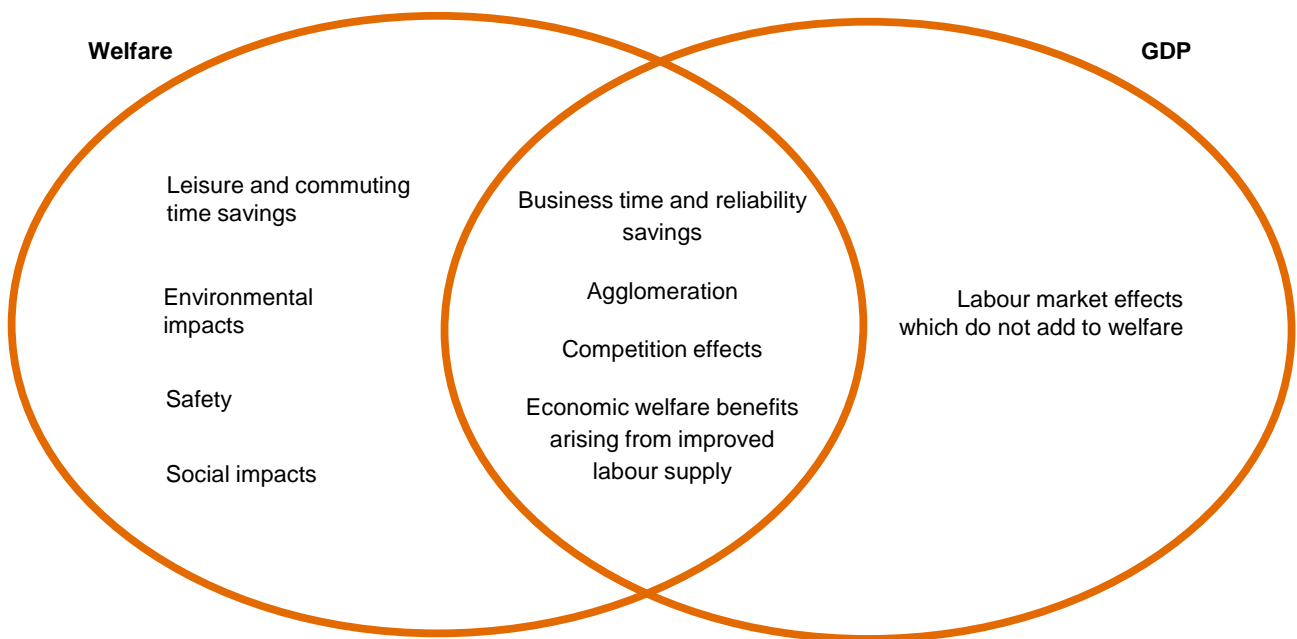 Welfare
GDP
Leisure and commuting
time savings
Environmental
impacts
Safety
Social impacts
Business time and reliability
savings
Agglomeration
Competition effects
Economic welfare benefits
arising from improved
labour supply
Labour market effects
which do not add to welfare